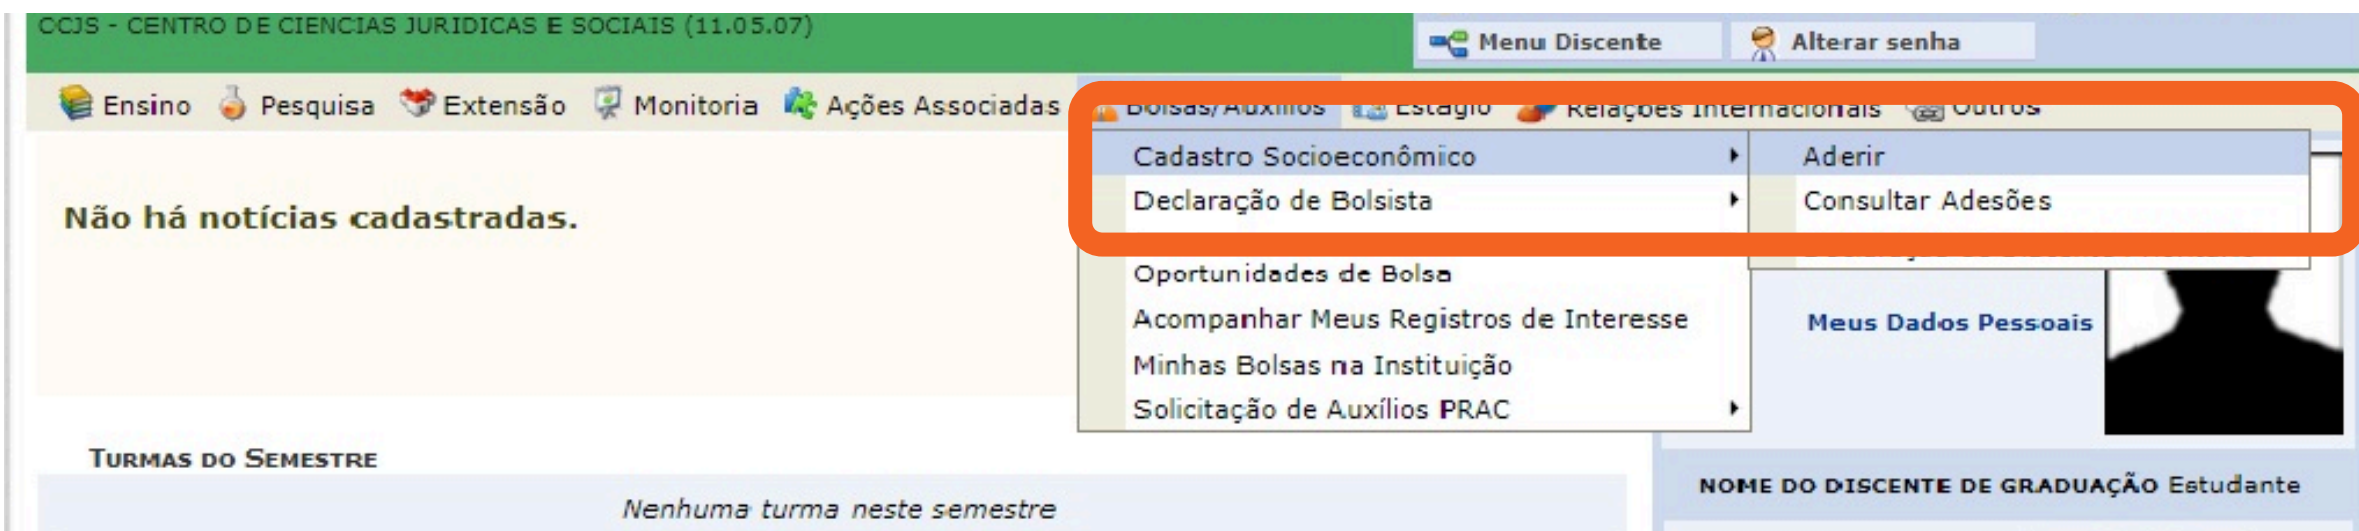 CCJS - CENTRO DE CIENCIAS JURIDICAS E SOCIAIS (11.05.07)
Menu Discente Alterar senha
Ensino Pesquisa Extensão Monitoria Ações Associadas Bolsas/Auxílios Estágio Relações Internacionais Outros
Cadastro Socioeconômico Aderir
Declaração de Bolsista Consultar Adesões
Não há notícias cadastradas.
Oportunidades de Bolsa
Acompanhar Meus Registros de Interesse
Meus Dados Pessoais
Minhas Bolsas na Instituição
Solicitação de Auxílios PRAC
TURMAS DO SEMESTRE
Nenhuma turma neste semestre
NOME DO DISCENTE DE GRADUAÇÃO Estudante